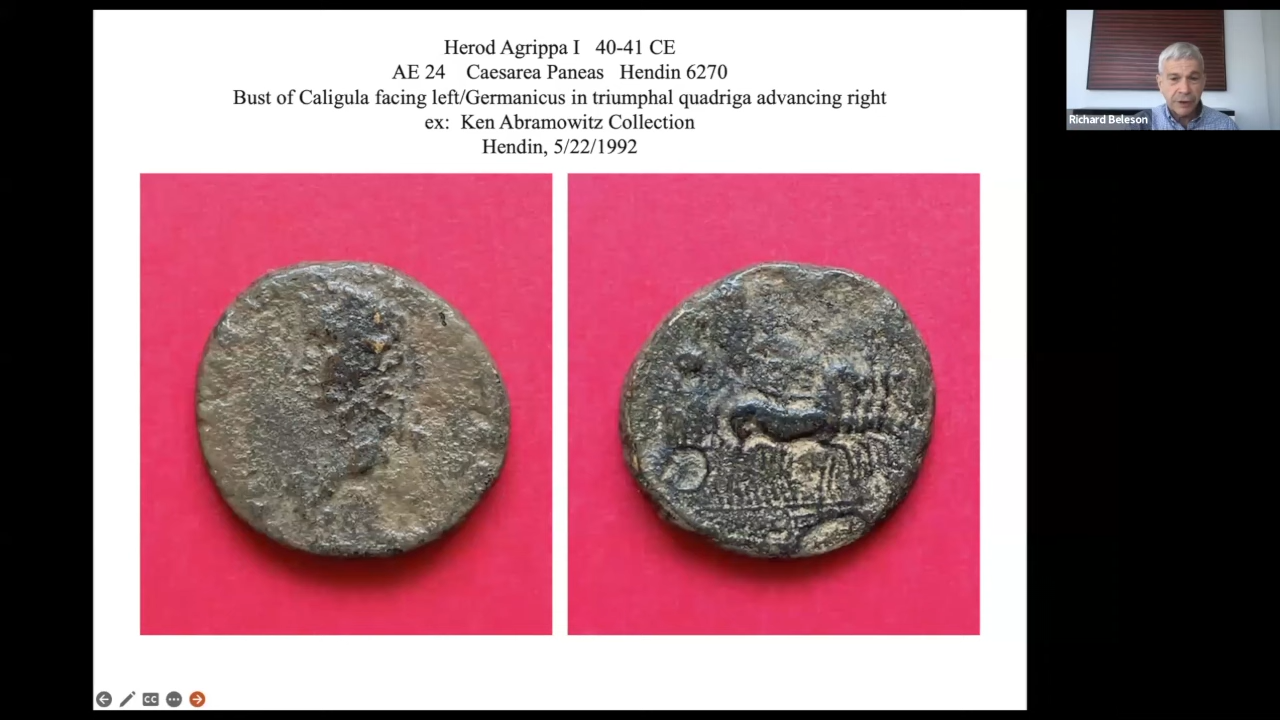 Herod Agrippa I 40-41 CE
AE 24 Caesarea Paneas Hendin 6270
Bust of Caligula facing left/Germanicus in triumphal quadriga advancing right
ex: Ken Abramowitz Collection
Hendin, 5/22/1992
Richard Beleson
CC